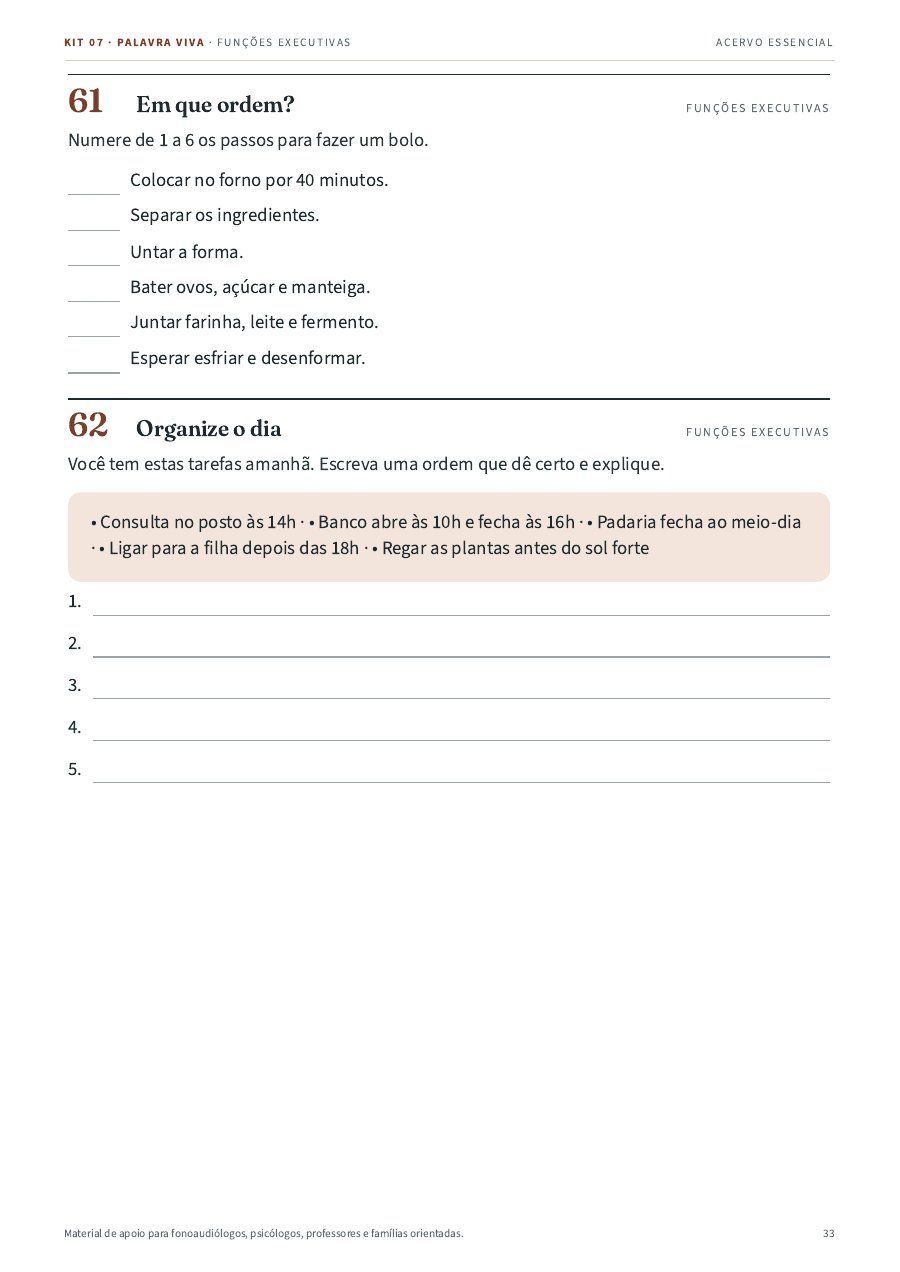 KIT 07 · PALAVRA VIVA · FUNÇÕES EXECUTIVAS
ACERVO ESSENCIAL
61 Em que ordem?
FUNÇÕES EXECUTIVAS
Numere de 1 a 6 os passos para fazer um bolo.
Colocar no forno por 40 minutos.
Separar os ingredientes.
Untar a forma.
Bater ovos, açúcar e manteiga.
Juntar farinha, leite e fermento.
Esperar esfriar e desenformar.
62 Organize o dia
FUNÇÕES EXECUTIVAS
Você tem estas tarefas amanhã. Escreva uma ordem que dê certo e explique.
• Consulta no posto às 14h · • Banco abre às 10h e fecha às 16h · • Padaria fecha ao meio-dia
· • Ligar para a filha depois das 18h · • Regar as plantas antes do sol forte
1.
2.
3.
4.
5.
Material de apoio para fonoaudiólogos, psicólogos, professores e famílias orientadas.
33